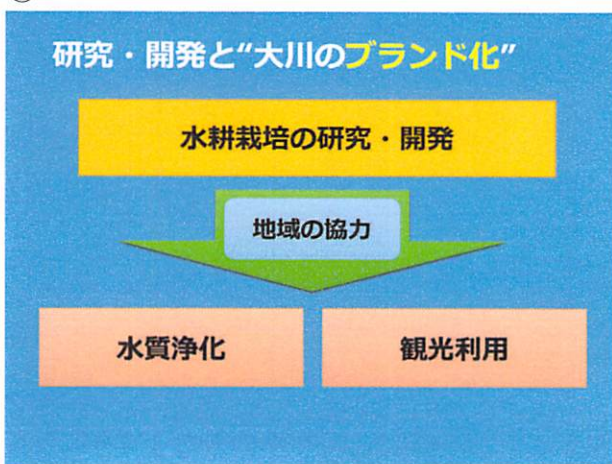 研究・開発と“大川のブランド化”
水耕栽培の研究・開発
地域の協力
水質浄化
観光利用